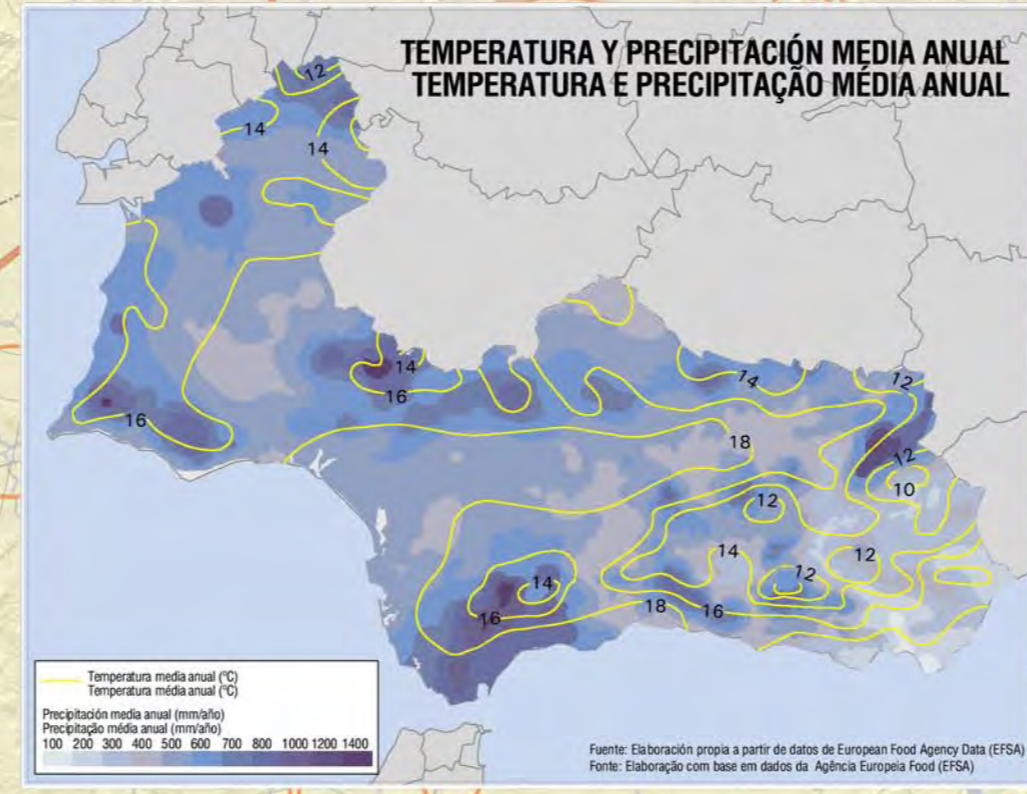 TEMPERATURA Y PRECIPITACIÓN MEDIA ANUAL
TEMPERATURA E PRECIPITAÇÃO MÉDIA ANUAL
12
14
14
14
16
14
12
16
18
12
10
12
14
12
12
14
16
18
16
Temperatura media anual (ºC)
Temperatura média anual (ºC)
Precipitación media anual (mm/año)
Precipitação média anual (mm/año)
100 200 300 400 500 600 700 800 1000 1200 1400
Fuente: Elaboración propia a partir de datos de European Food Agency Data (EFSA)
Fonte: Elaboração com base em dados da Agência Europeia Food (EFSA)